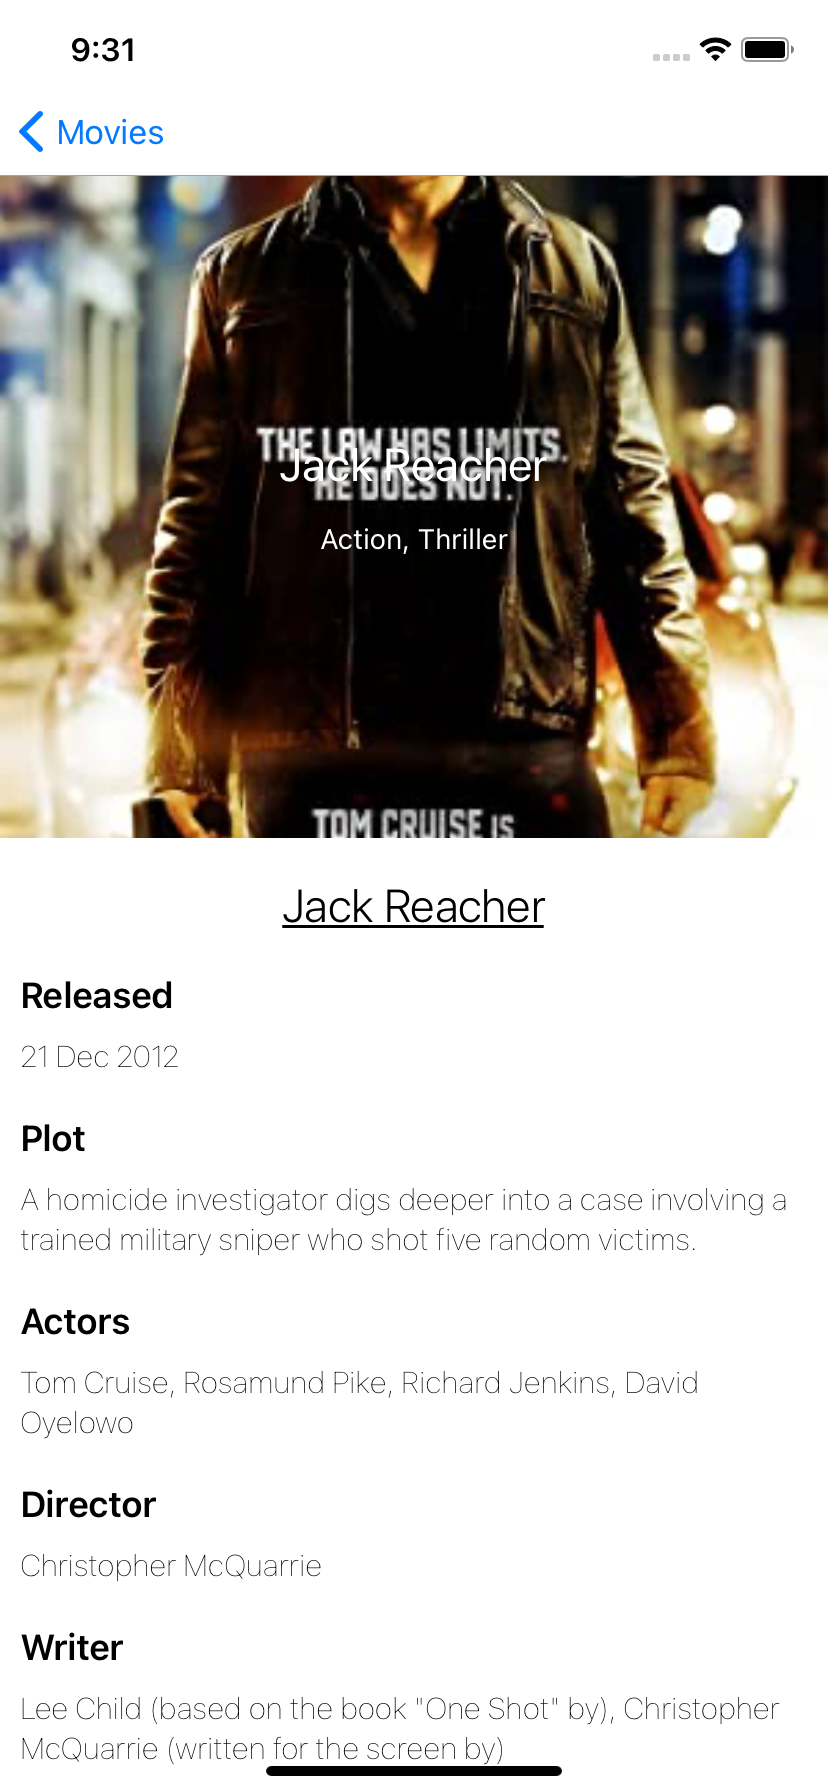 9:31
Movies
THE LAW HAS LIMITS.
Jack Reacher
HE DOES NOT.
Action, Thriller
TOM CRUISE IS
Jack Reacher
Released
21 Dec 2012
Plot
A homicide investigator digs deeper into a case involving a
trained military sniper who shot five random victims.
Actors
Tom Cruise, Rosamund Pike, Richard Jenkins, David
Oyelowo
Director
Christopher McQuarrie
Writer
Lee Child (based on the book "One Shot" by), Christopher
McQuarrie (written for the screen by)